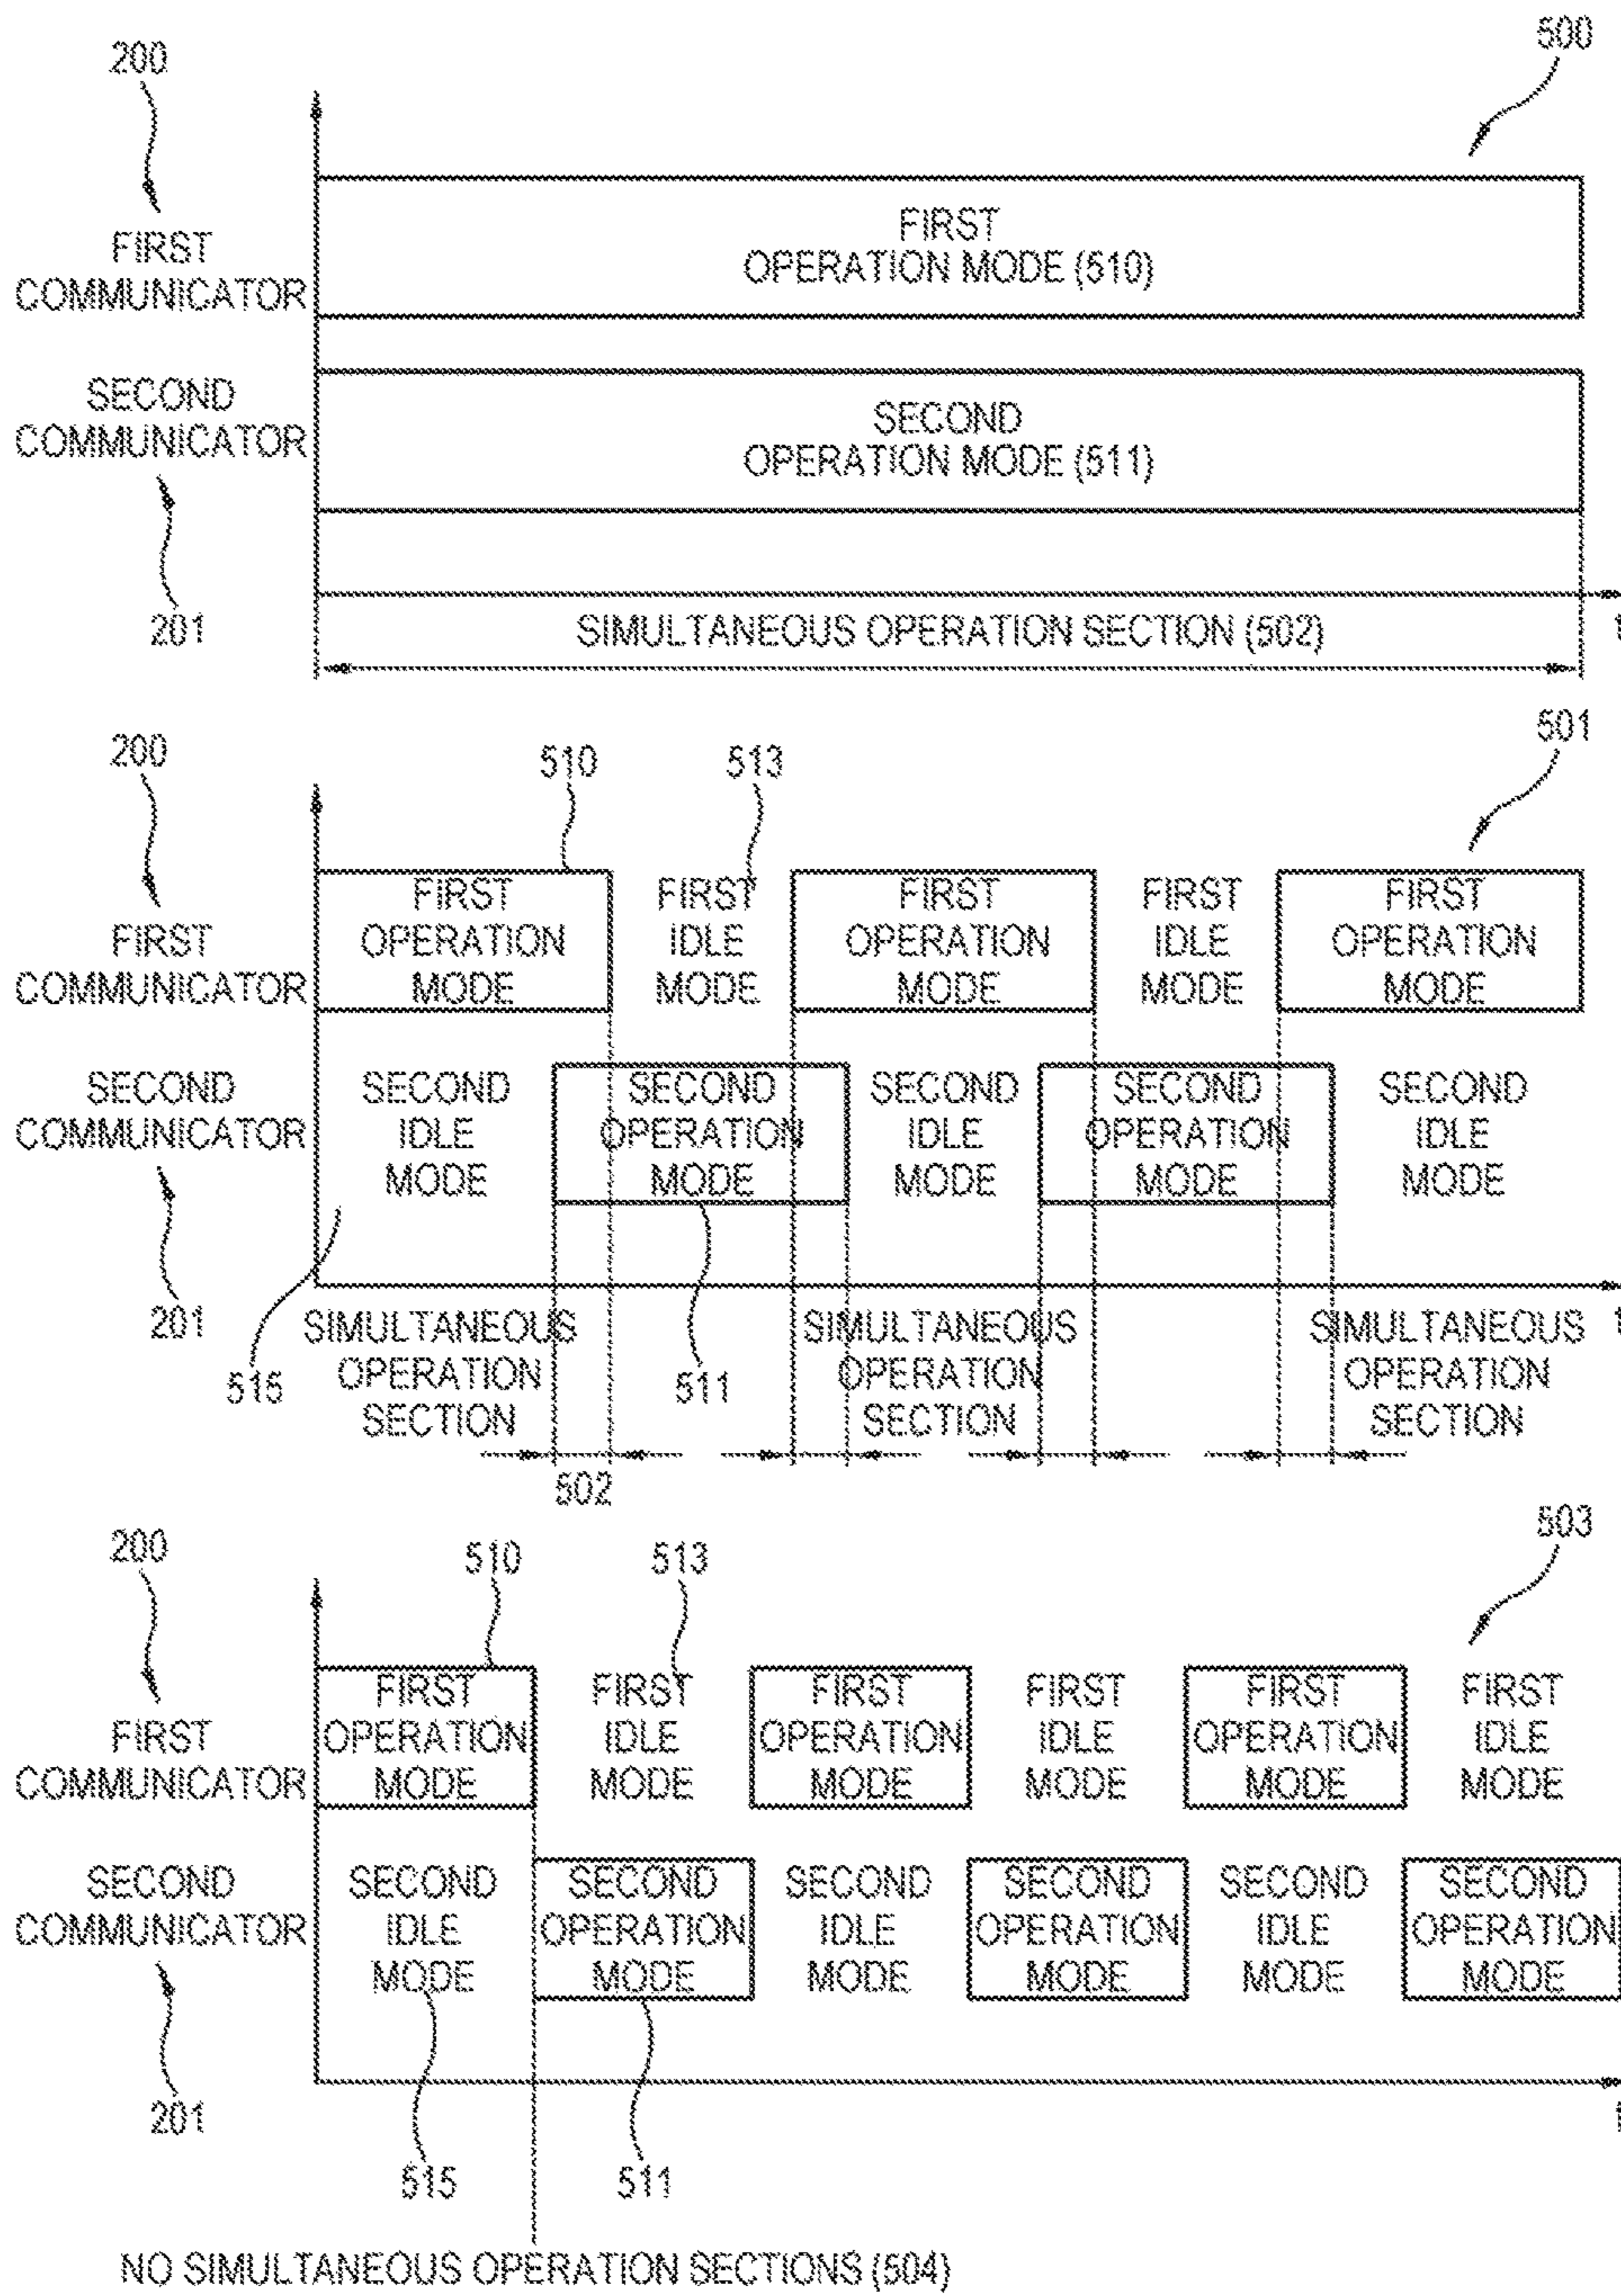 200
500
FIRST
COMMUNICATOR
FIRST
OPERATION MODE (510)
SECOND
COMMUNICATOR
SECOND
OPERATION MODE (511)
201
SIMULTANEOUS OPERATION SECTION (502)
t
200
510
513
501
FIRST
COMMUNICATOR
FIRST
OPERATION
MODE
FIRST
IDLE
MODE
FIRST
OPERATION
MODE
FIRST
IDLE
MODE
FIRST
OPERATION
MODE
SECOND
COMMUNICATOR
SECOND
IDLE
MODE
SECOND
OPERATION
MODE
SECOND
IDLE
MODE
SECOND
OPERATION
MODE
SECOND
IDLE
MODE
201
515
511
t
SIMULTANEOUS
OPERATION
SECTION
SIMULTANEOUS
OPERATION
SECTION
SIMULTANEOUS
OPERATION
SECTION
502
200
510
513
503
FIRST
COMMUNICATOR
FIRST
OPERATION
MODE
FIRST
IDLE
MODE
FIRST
OPERATION
MODE
FIRST
IDLE
MODE
FIRST
OPERATION
MODE
FIRST
IDLE
MODE
SECOND
COMMUNICATOR
SECOND
IDLE
MODE
SECOND
OPERATION
MODE
SECOND
IDLE
MODE
SECOND
OPERATION
MODE
SECOND
IDLE
MODE
SECOND
OPERATION
MODE
201
t
515
511
NO SIMULTANEOUS OPERATION SECTIONS (504)